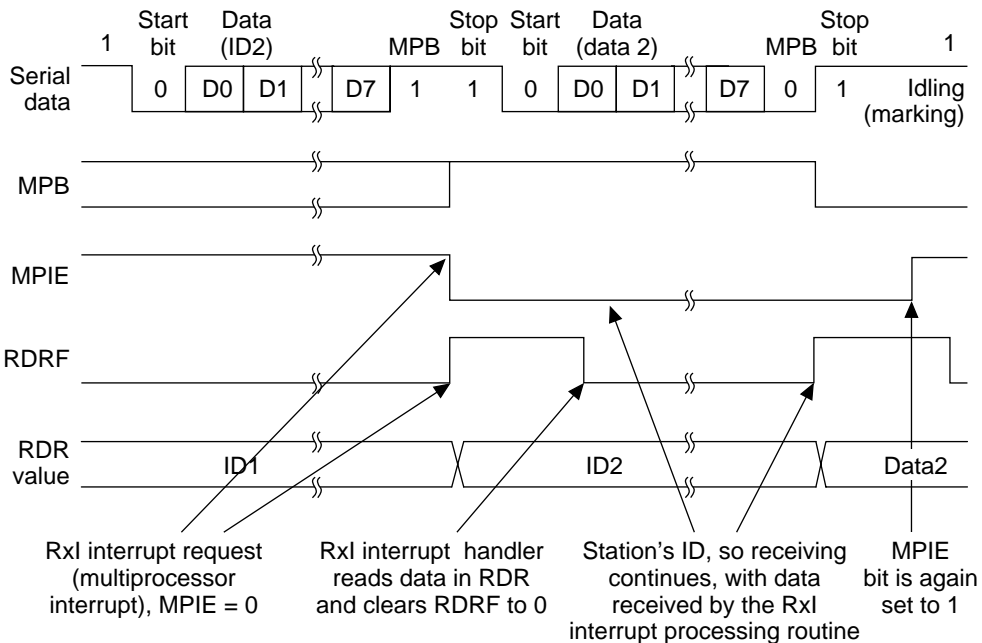 Start Data Stop Start Data Stop
1 bit (ID2) MPB bit bit (data 2) MPB bit 1
Serial data 0 D0 D1 D7 1 1 0 D0 D1 D7 0 1 Idling (marking)
MPB
MPIE
RDRF
RDR value ID1 ID2 Data2
RxI interrupt request
(multiprocessor
interrupt), MPIE = 0
RxI interrupt handler
reads data in RDR
and clears RDRF to 0
Station's ID, so receiving
continues, with data
received by the RxI
interrupt processing routine
MPIE
bit is again
set to 1